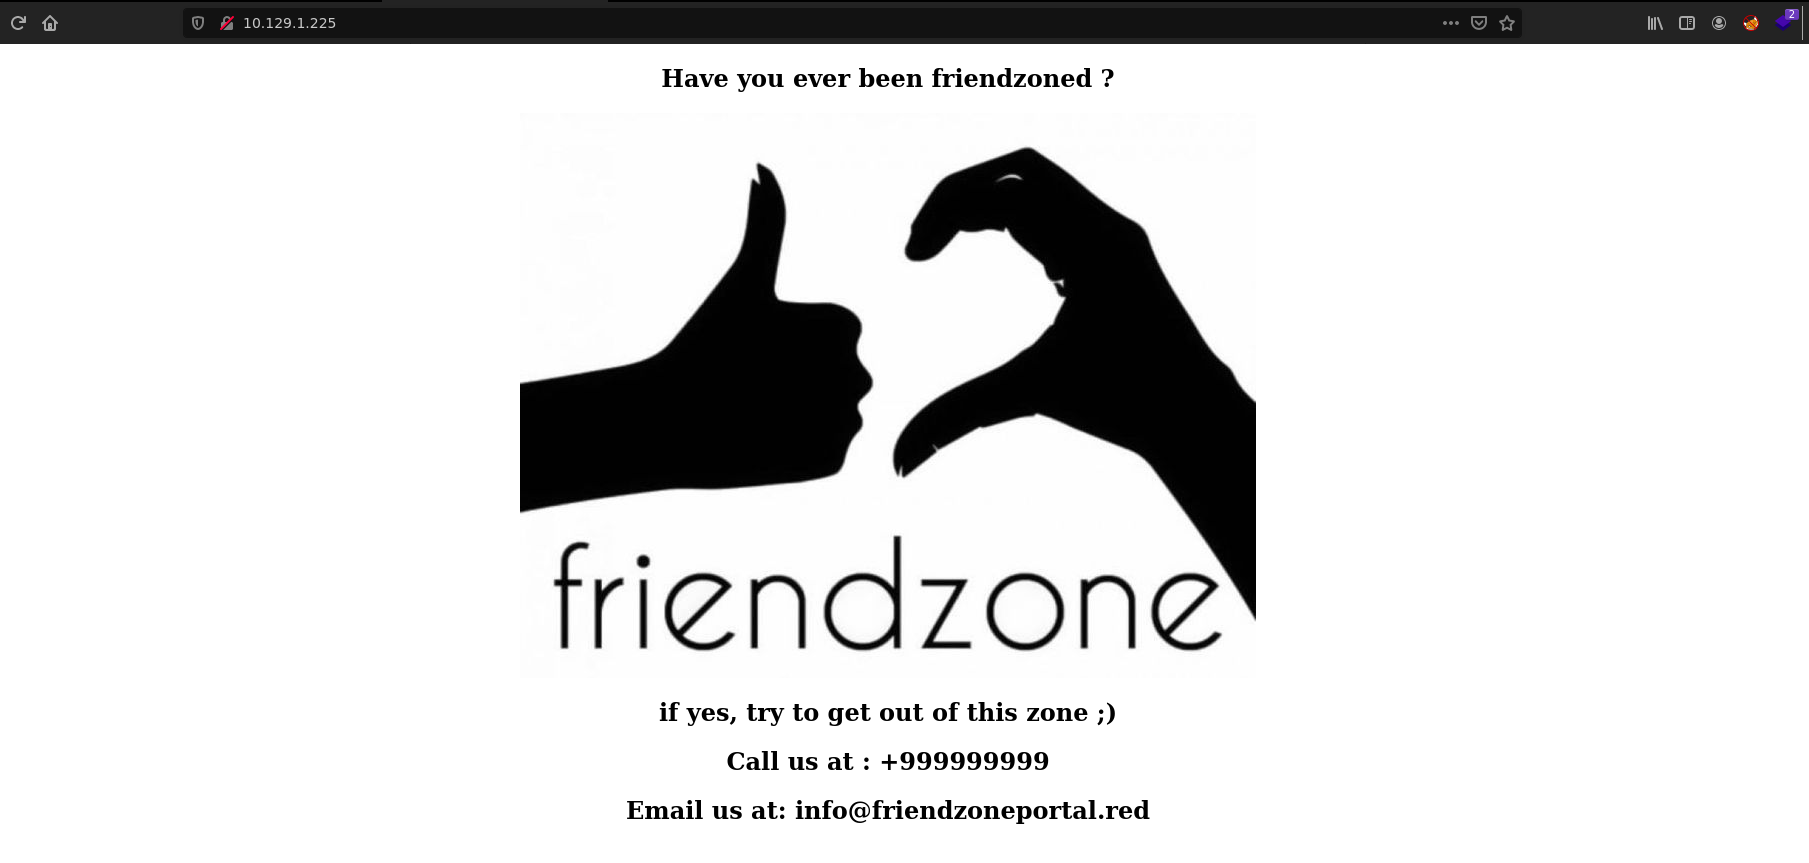 10.129.1.225
2
Have you ever been friendzoned ?
friendzone
if yes, try to get out of this zone ;)
Call us at : +999999999
Email us at: info@friendzoneportal.red